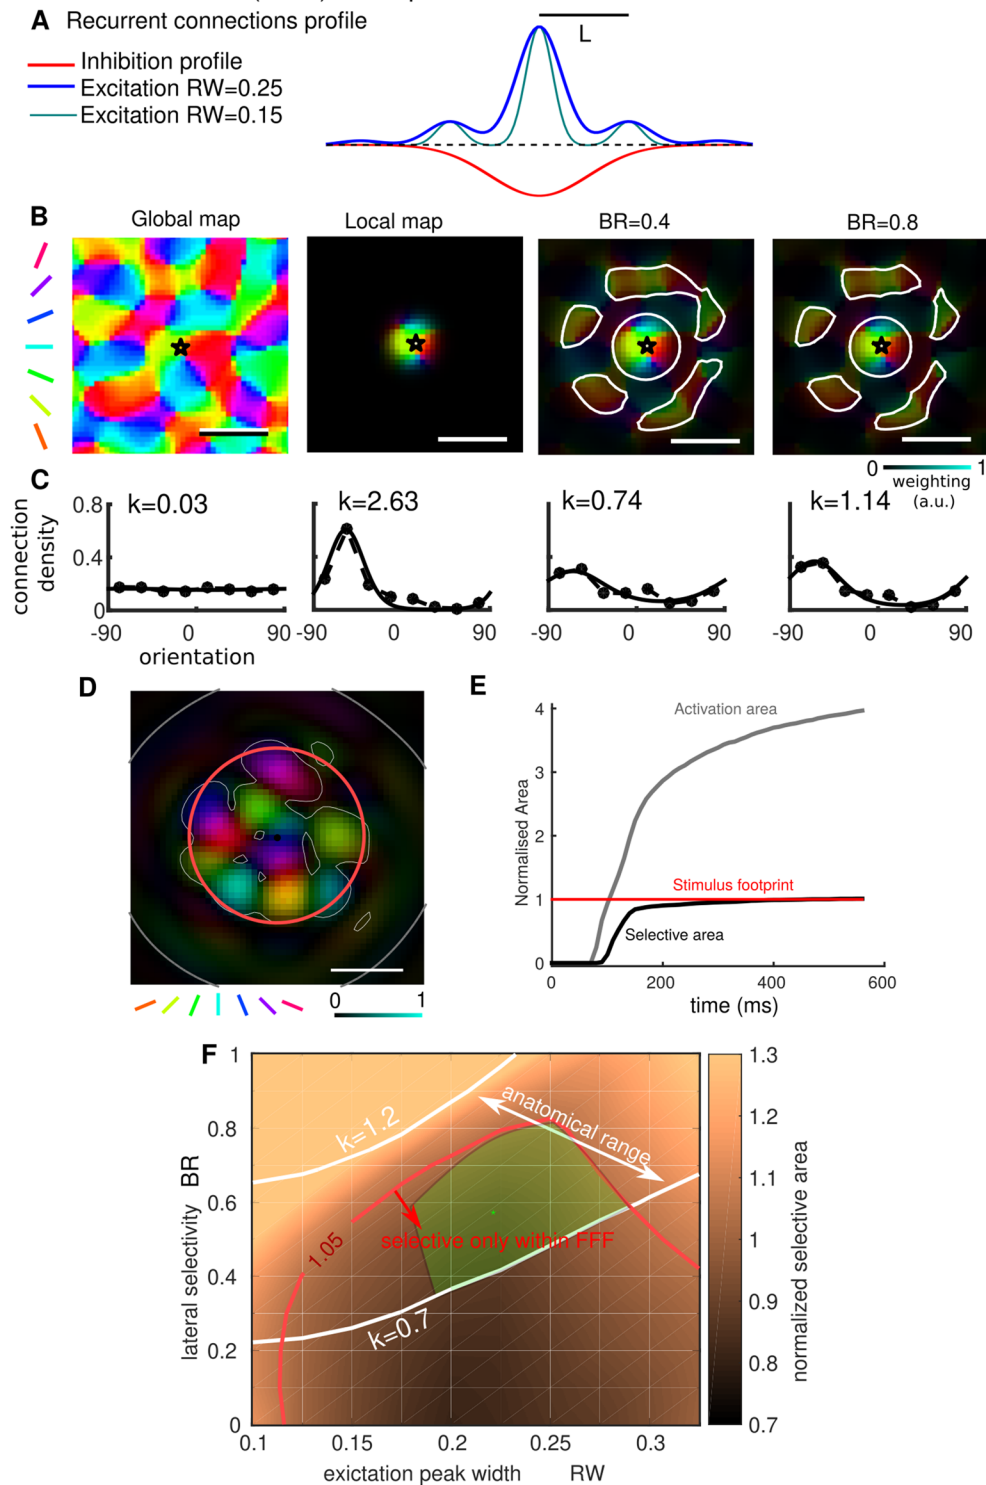 A Recurrent connections profile
L
Inhibition profile
Excitation RW=0.25
Excitation RW=0.15
B Global map Local map BR=0.4 BR=0.8
0 1
weighting
(a.u.)
C
connection
density
0.8
0.4
0
k=0.03 k=2.63 k=0.74 k=1.14
-90 0 90 -90 0 90 -90 0 90 -90 0 90
orientation
D
0 1
E
Normalised Area
4
3
2
1
0
Activation area
Stimulus footprint
Selective area
0 200 400 600
time (ms)
F
lateral selectivity BR
1
0.8
0.6
0.4
0.2
0
k=1.2
anatomical range
1.05
selective only within FFF
k=0.7
0.1 0.15 0.2 0.25 0.3
exictation peak width RW
1.3
1.2
1.1
1
0.9
0.8
0.7
normalized selective area